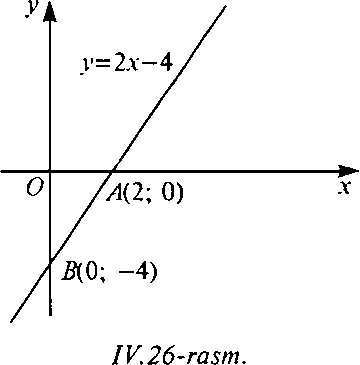 y
y=2x−4
O
A(2; 0)
x
B(0; −4)
IV.26-rasm.